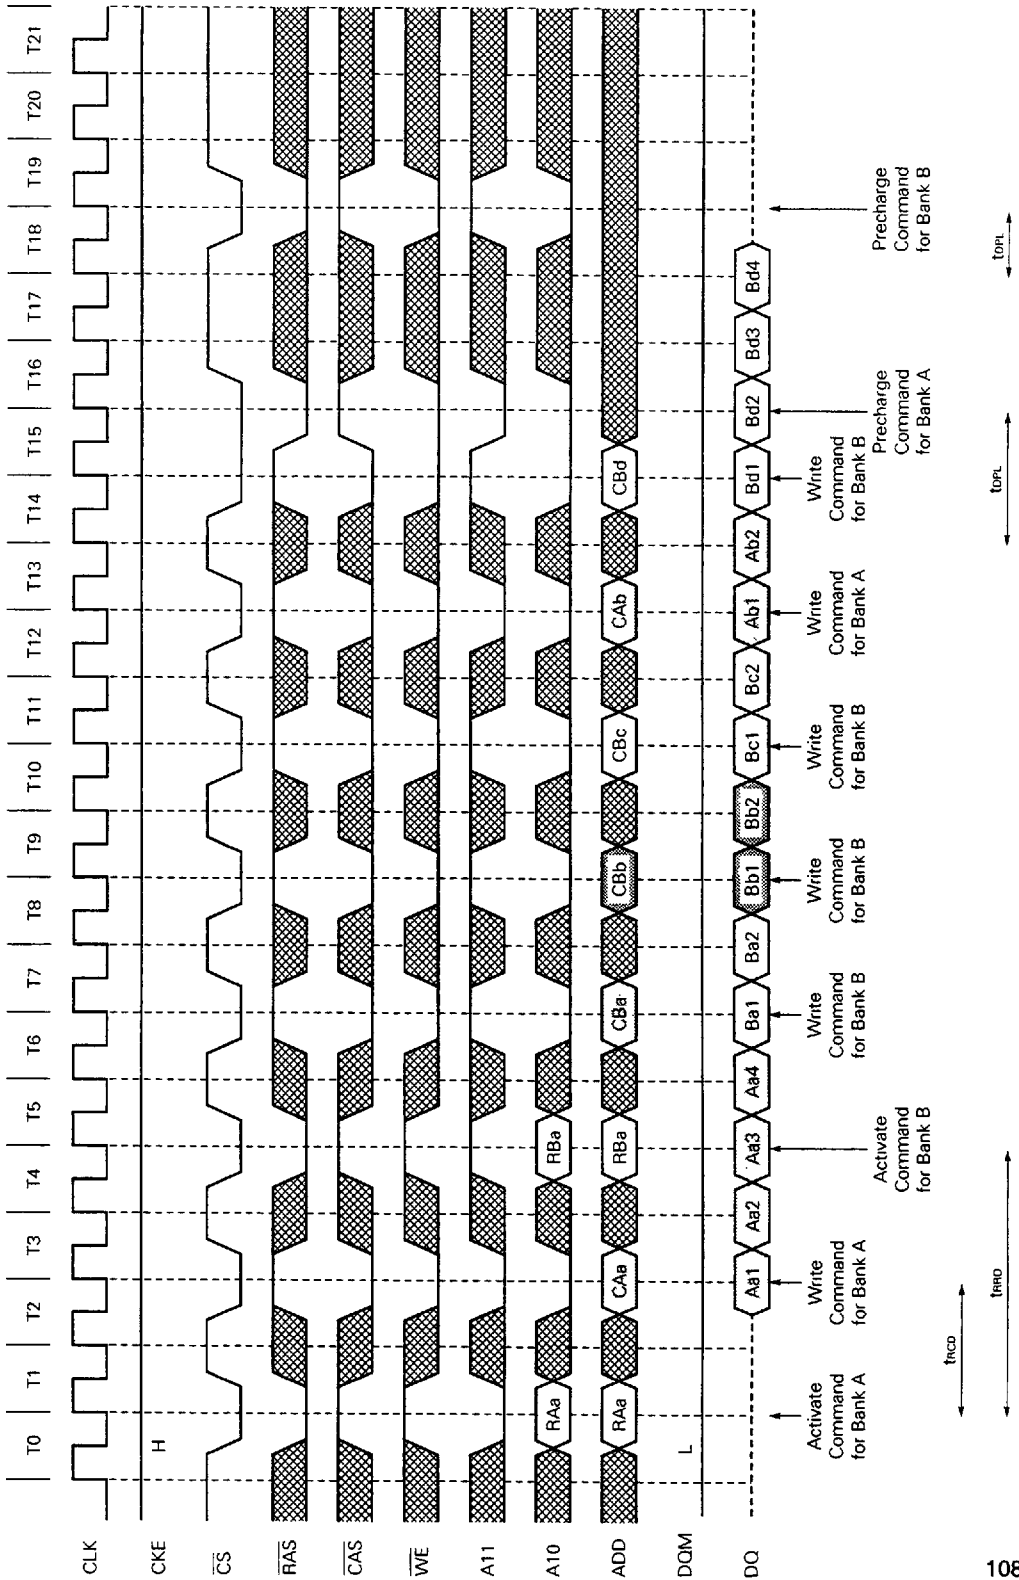 T0 T1 T2 T3 T4 T5 T6 T7 T8 T9 T10 T11 T12 T13 T14 T15 T16 T17 T18 T19 T20 T21
CLK
CKE H
CS
RAS
CAS
WE
A11
A10 RAa RBa
ADD RAa CAa RBa CBa CBb CBc CAb CBd
DQM L
DQ Aa1 Aa2 Aa3 Aa4 Ba1 Ba2 Bb1 Bb2 Bc1 Bc2 Ab1 Ab2 Bd1 Bd2 Bd3 Bd4
Activate
Command
for Bank A
Write
Command
for Bank A
Activate
Command
for Bank B
Write
Command
for Bank B
Write
Command
for Bank B
Write
Command
for Bank B
Write
Command
for Bank A
Write
Command
for Bank B
Precharge
Command
for Bank A
Precharge
Command
for Bank B
tRCD
tRRD
tDPL
tDPL
108